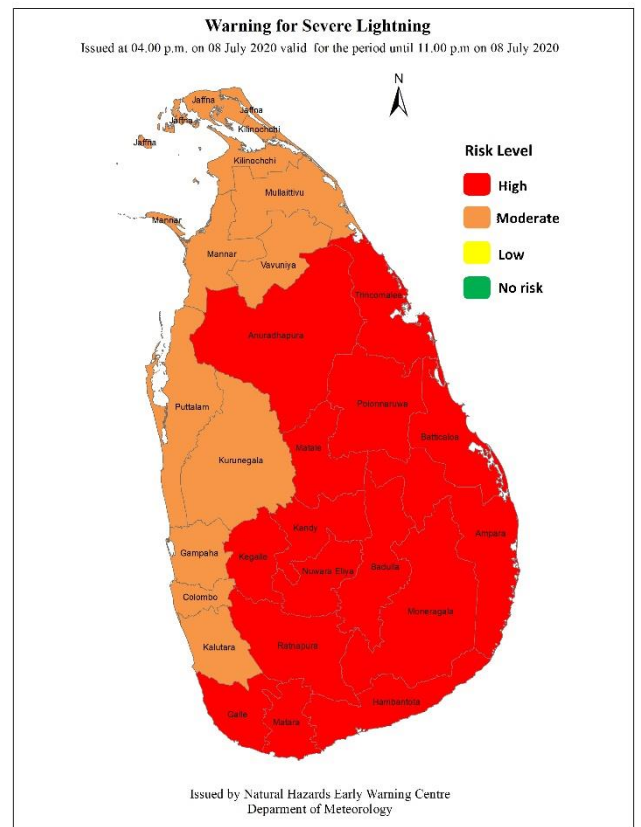 Warning for Severe Lightning
Issued at 04.00 p.m. on 08 July 2020 valid for the period until 11.00 p.m on 08 July 2020
N
Jaffna
Jaffna
Jaffna
Kilinochchi
Jaffna
Kilinochchi
Mullaittivu
Mannar
Mannar
Vavuniya
Trincomalee
Anuradhapura
Puttalam
Polonnaruwa
Batticaloa
Matale
Kurunegala
Kandy
Ampara
Gampaha
Kegalle
Nuwara Eliya
Badulla
Colombo
Moneragala
Kalutara
Ratnapura
Hambantota
Galle
Matara
Risk Level
High
Moderate
Low
No risk
Issued by Natural Hazards Early Warning Centre
Deparment of Meteorology